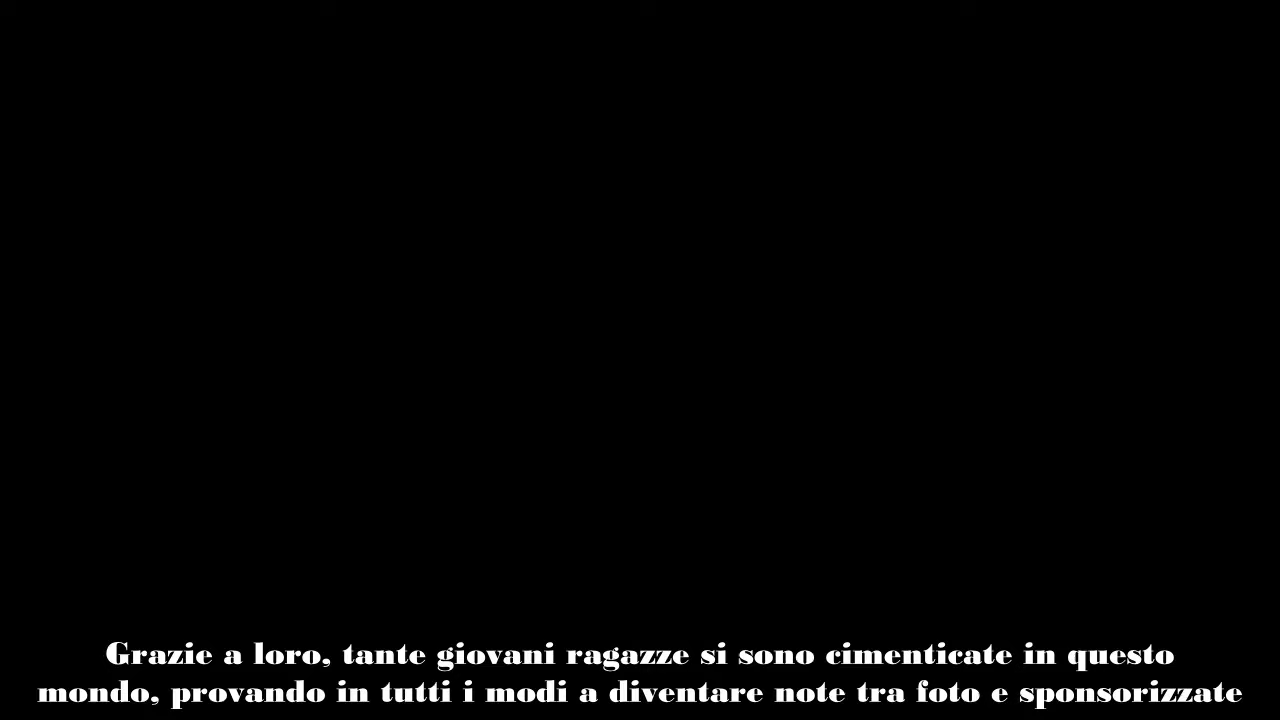 Grazie a loro, tante giovani ragazze si sono cimenticate in questo
mondo, provando in tutti i modi a diventare note tra foto e sponsorizzate